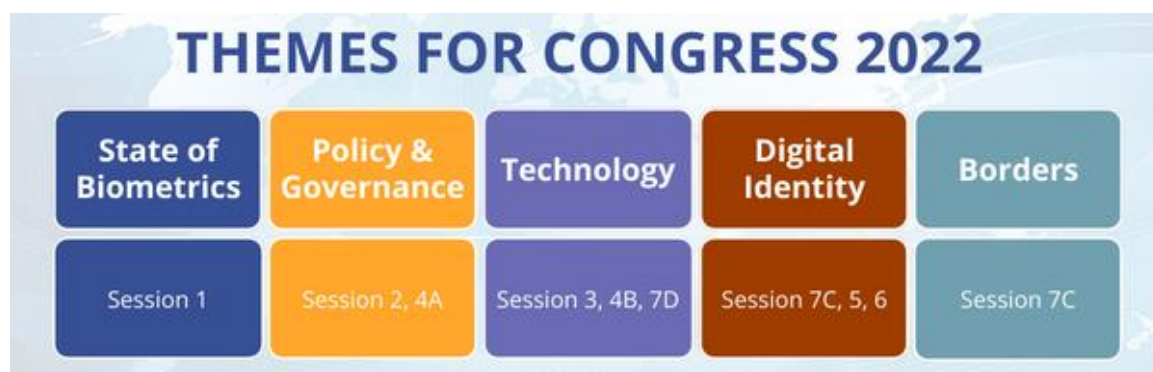 THEMES FOR CONGRESS 2022
State of
Biometrics
Policy &
Governance
Technology
Digital
Identity
Borders
Session 1
Session 2, 4A
Session 3, 4B, 7D
Session 7C, 5, 6
Session 7C